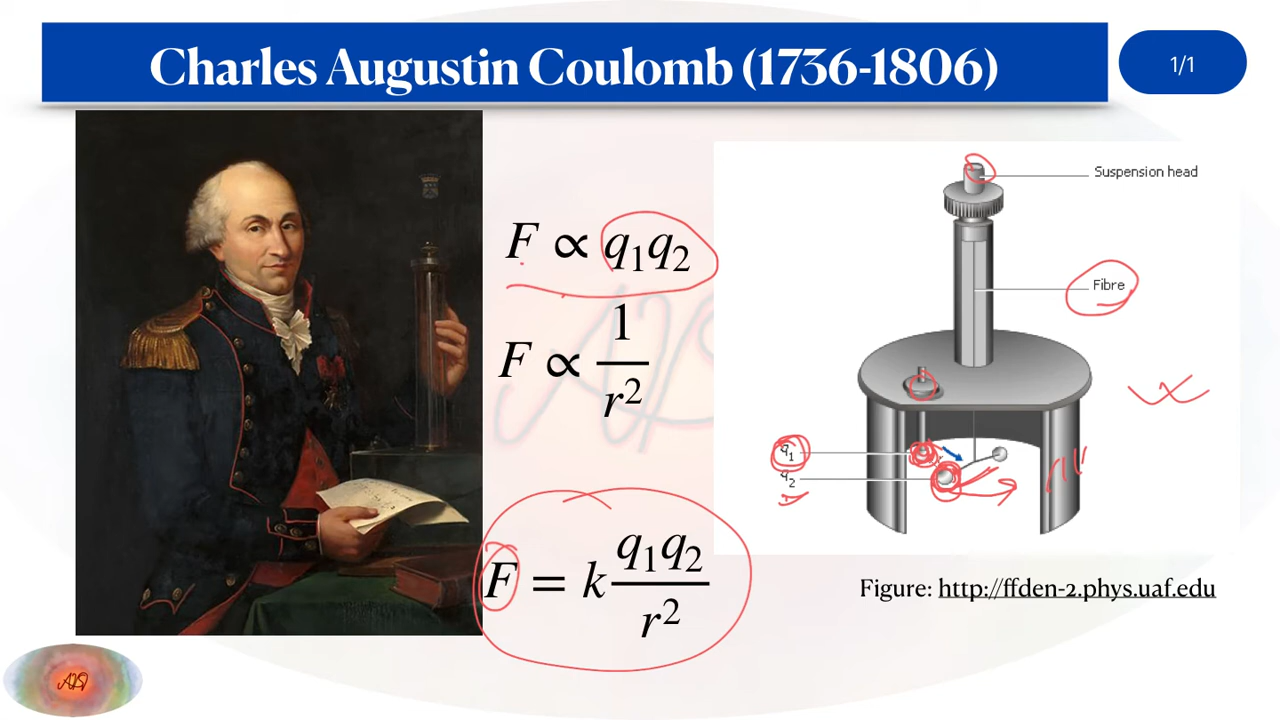 Charles Augustin Coulomb (1736-1806)
1/1
F ∝ q₁q₂
F ∝ 1/r²
F = k q₁q₂/r²
Suspension head
Fibre
q₁
q₂
Figure: http://ffden-2.phys.uaf.edu